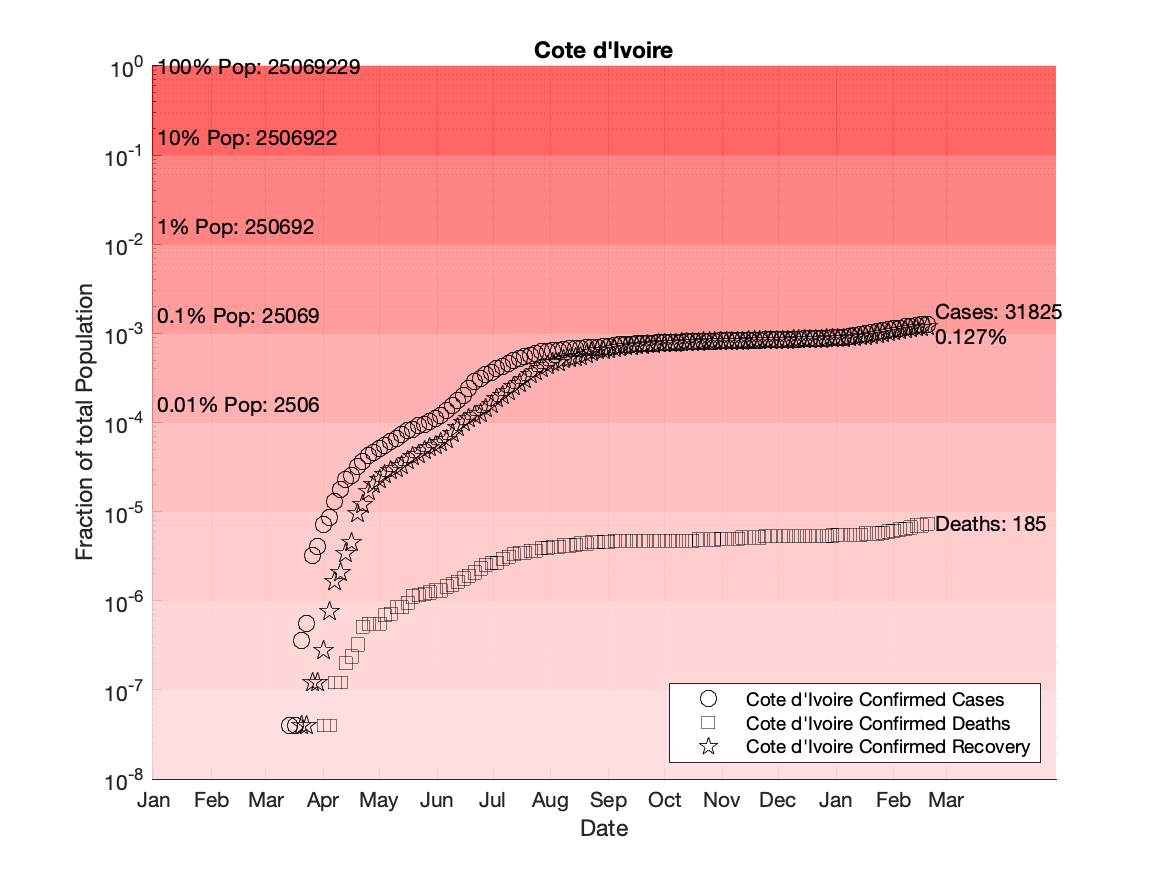 Cote d'Ivoire
10^0
100% Pop: 25069229
10% Pop: 2506922
10^-1
1% Pop: 250692
10^-2
0.1% Pop: 25069
Cases: 31825
10^-3
0.127%
0.01% Pop: 2506
10^-4
10^-5
Deaths: 185
10^-6
10^-7
10^-8
Fraction of total Population
Cote d'Ivoire Confirmed Cases
Cote d'Ivoire Confirmed Deaths
Cote d'Ivoire Confirmed Recovery
Jan Feb Mar Apr May Jun Jul Aug Sep Oct Nov Dec Jan Feb Mar
Date